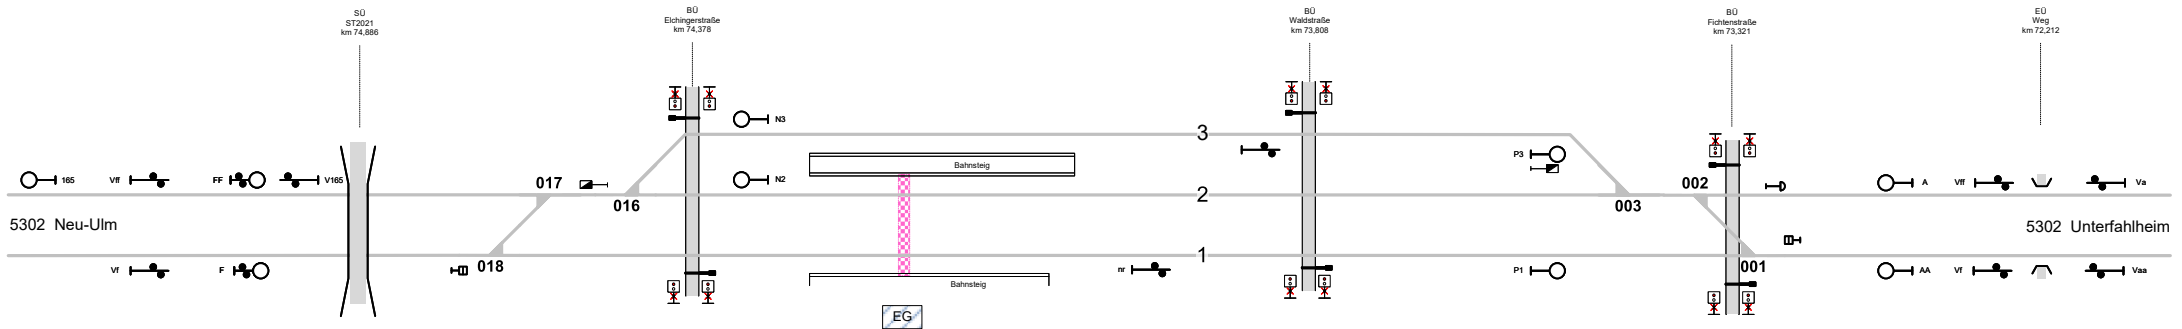 SÜ
ST2021
km 74,886
BÜ
Elchingerstraße
km 74,378
BÜ
Waldstraße
km 73,808
BÜ
Fichtenstraße
km 73,321
EÜ
Weg
km 72,212
N3
3
P3
Bahnsteig
165
Vff
FF
V165
017
016
N2
2
003
002
A
Vff
Va
5302 Neu-Ulm
5302 Unterfahlheim
Vf
F
018
nr
1
P1
001
AA
Vf
Vaa
Bahnsteig
EG